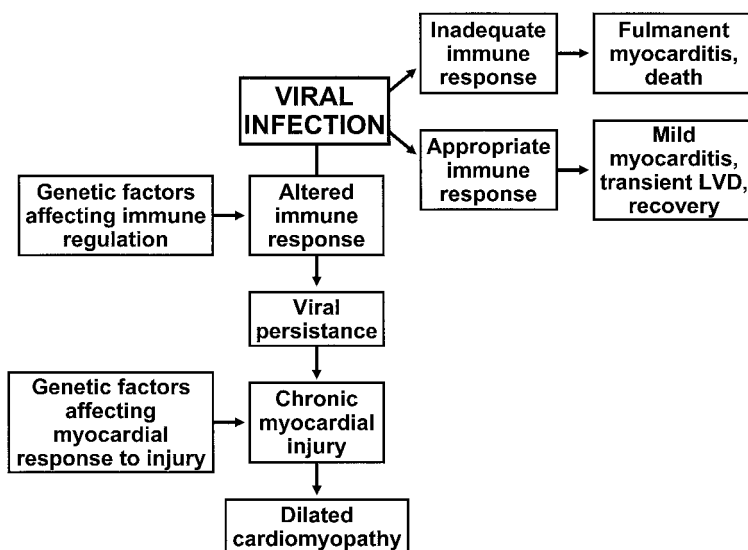 Inadequate
immune
response
Fulmanent
myocarditis,
death
VIRAL
INFECTION
Appropriate
immune
response
Mild
myocarditis,
transient LVD,
recovery
Genetic factors
affecting immune
regulation
Altered
immune
response
Viral
persistance
Genetic factors
affecting
myocardial
response to injury
Chronic
myocardial
injury
Dilated
cardiomyopathy